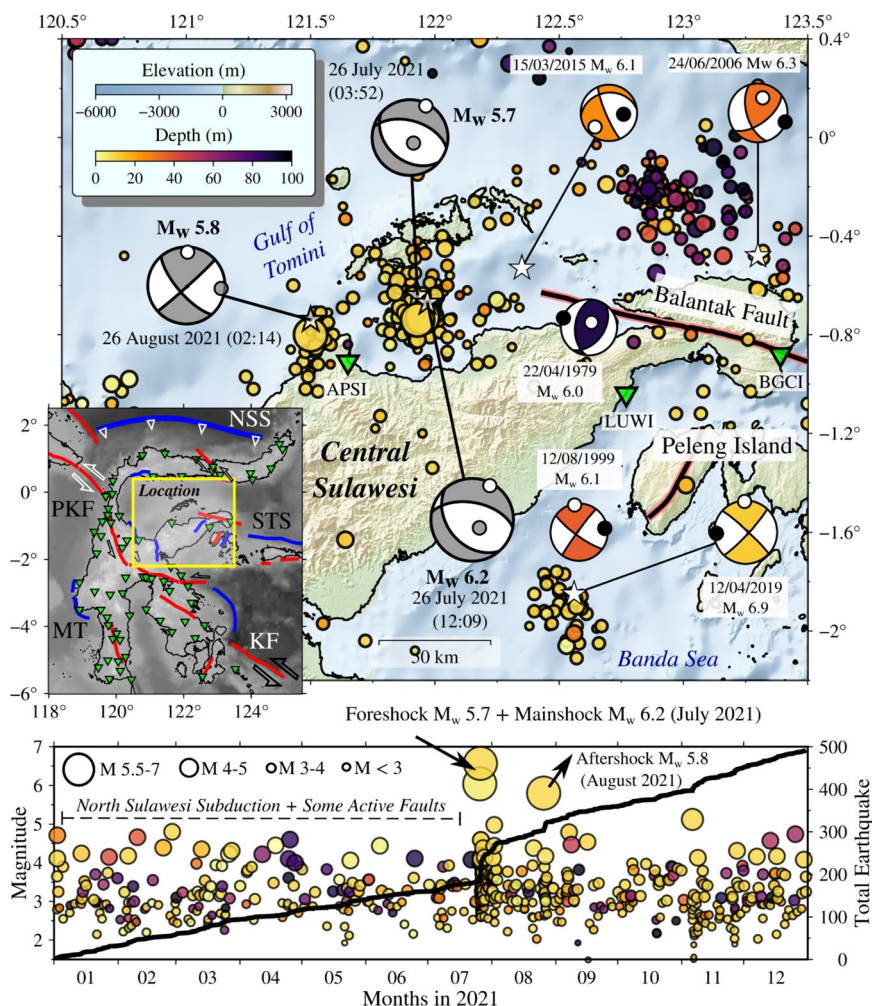 120.5° 121° 121.5° 122° 122.5° 123° 123.5°
0.4°
0°
−0.4°
−0.8°
−1.2°
−1.6°
−2°
Elevation (m)
−6000 −3000 0 3000
Depth (m)
0 20 40 60 80 100
26 July 2021
(03:52)
Mw 5.7
15/03/2015 Mw 6.1
24/06/2006 Mw 6.3
Mw 5.8
26 August 2021 (02:14)
Gulf of
Tomini
Balantak Fault
22/04/1979
Mw 6.0
APSI
BGCI
LUWI
Central
Sulawesi
Peleng Island
12/08/1999
Mw 6.1
12/04/2019
Mw 6.9
Mw 6.2
26 July 2021
(12:09)
50 km
Banda Sea
2°
0°
−2°
−4°
−6°
118° 120° 122° 124°
NSS
Location
PKF
STS
MT
KF
Foreshock Mw 5.7 + Mainshock Mw 6.2 (July 2021)
M 5.5-7 M 4-5 M 3-4 M < 3
Aftershock Mw 5.8
(August 2021)
North Sulawesi Subduction + Some Active Faults
Magnitude
7
6
5
4
3
2
Total Earthquake
500
400
300
200
100
0
01 02 03 04 05 06 07 08 09 10 11 12
Months in 2021